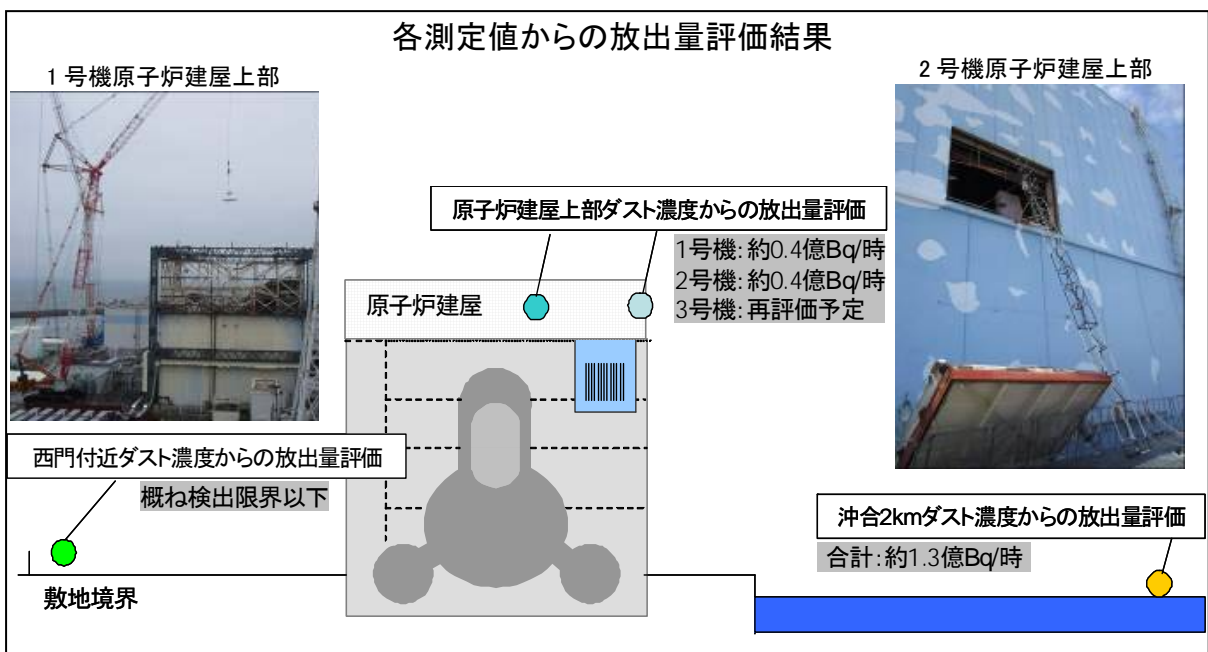 各測定値からの放出量評価結果
1号機原子炉建屋上部
2号機原子炉建屋上部
原子炉建屋上部ダスト濃度からの放出量評価
1号機:約0.4億Bq/時
2号機:約0.4億Bq/時
3号機:再評価予定
原子炉建屋
西門付近ダスト濃度からの放出量評価
概ね検出限界以下
沖合2kmダスト濃度からの放出量評価
合計:約1.3億Bq/時
敷地境界